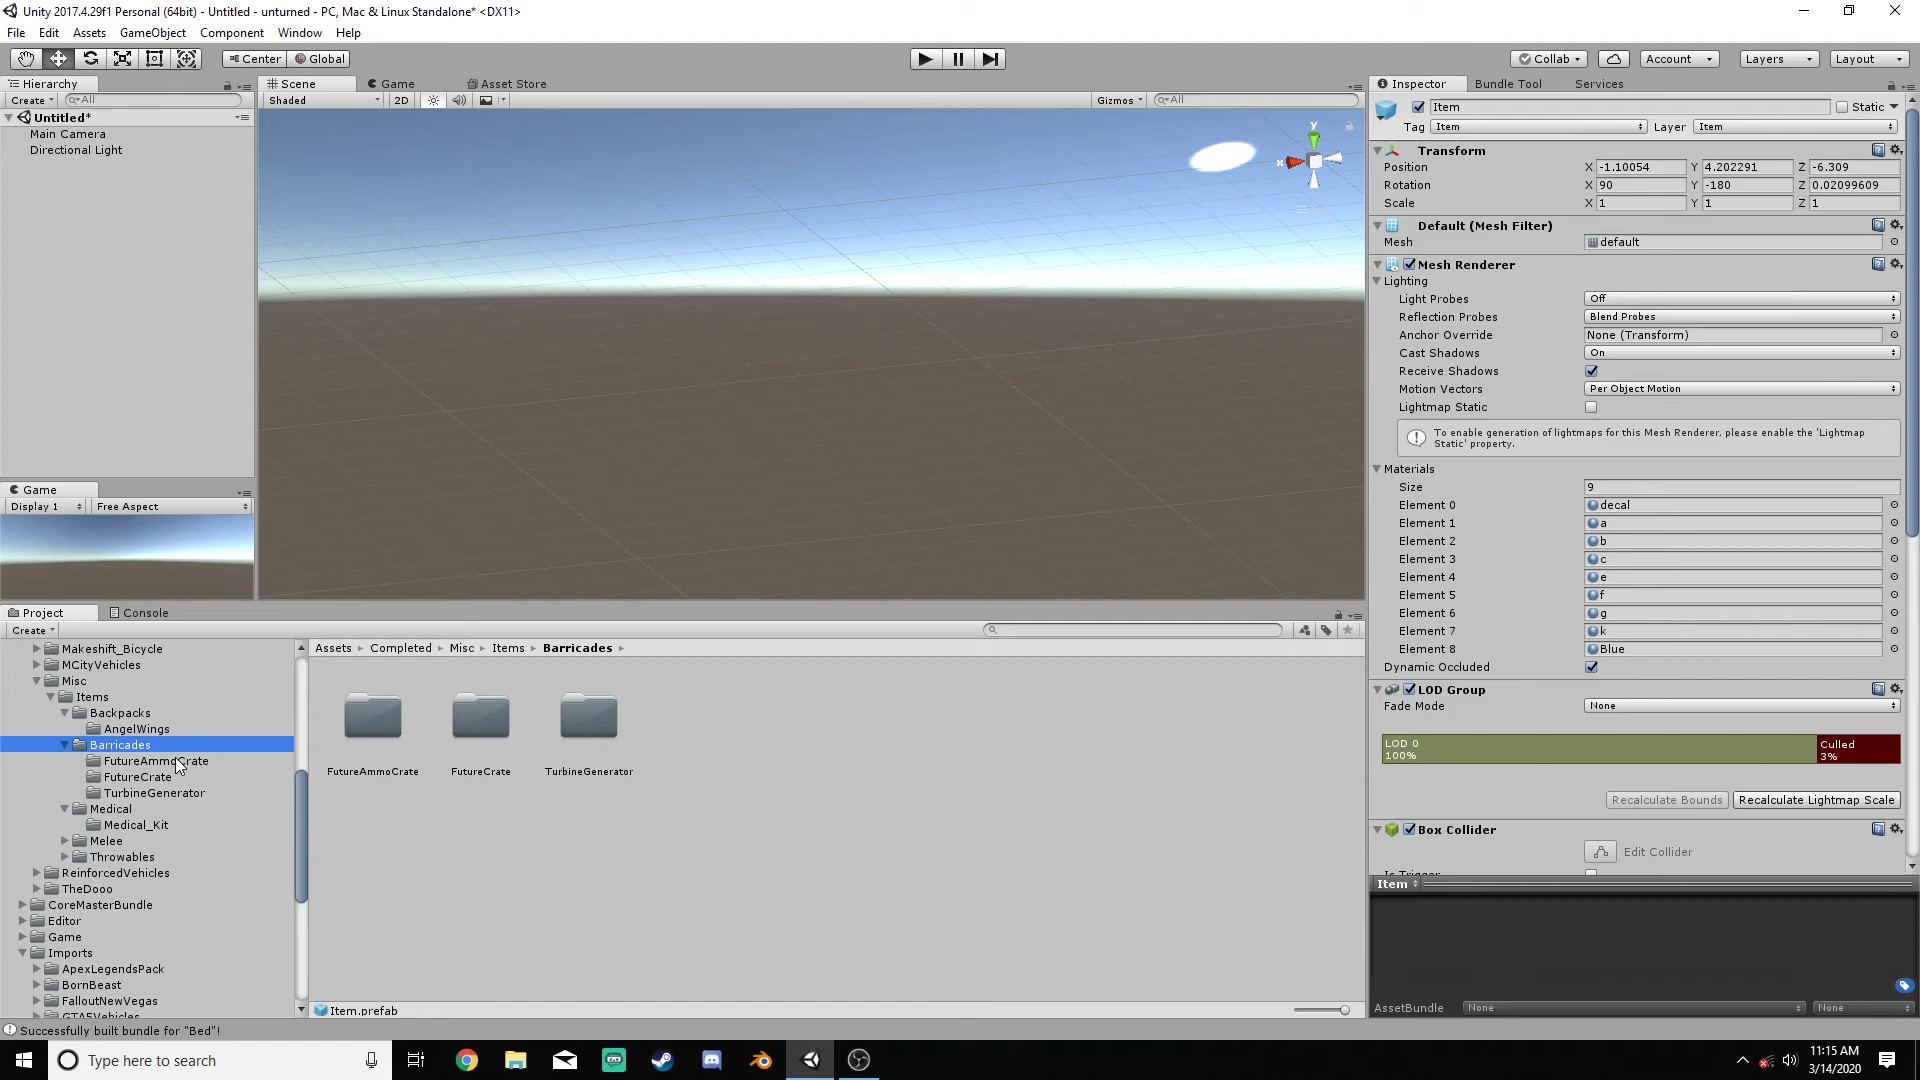 Unity 2017.4.29f1 Personal (64bit) - Untitled - unturned - PC, Mac & Linux Standalone* <DX11>
File Edit Assets GameObject Component Window Help
Center Global Collab Account Layers Layout
Hierarchy Scene Game Asset Store Inspector Bundle Tool Services
Create All Shaded 2D Gizmos All
Item Static
Untitled*
Tag Item Layer Item
Main Camera
Directional Light
y
x
Transform
Position X -1.10054 Y 4.202291 Z -6.309
Rotation X 90 Y -180 Z 0.02099609
Scale X 1 Y 1 Z 1
Default (Mesh Filter)
Mesh default
Mesh Renderer
Lighting
Light Probes Off
Reflection Probes Blend Probes
Anchor Override None (Transform)
Cast Shadows On
Receive Shadows
Motion Vectors Per Object Motion
Lightmap Static
To enable generation of lightmaps for this Mesh Renderer, please enable the 'Lightmap
Static' property.
Materials
Size 9
Element 0 decal
Element 1 a
Element 2 b
Element 3 c
Element 4 e
Element 5 f
Element 6 g
Element 7 k
Element 8 Blue
Dynamic Occluded
LOD Group
Fade Mode None
LOD 0
100%
Culled
3%
Recalculate Bounds Recalculate Lightmap Scale
Box Collider
Edit Collider
Is Trigger
Item
AssetBundle None None
Game
Display 1 Free Aspect
Project Console
Create
Makeshift_Bicycle
MCityVehicles
Misc
Items
Backpacks
AngelWings
Barricades
FutureAmmoCrate
FutureCrate
TurbineGenerator
Medical
Medical_Kit
Melee
Throwables
ReinforcedVehicles
TheDooo
CoreMasterBundle
Editor
Game
Imports
ApexLegendsPack
BornBeast
FalloutNewVegas
GTA5Vehicles
Assets Completed Misc Items Barricades
FutureAmmoCrate FutureCrate TurbineGenerator
Item.prefab
Successfully built bundle for "Bed"!
Type here to search
11:15 AM
3/14/2020